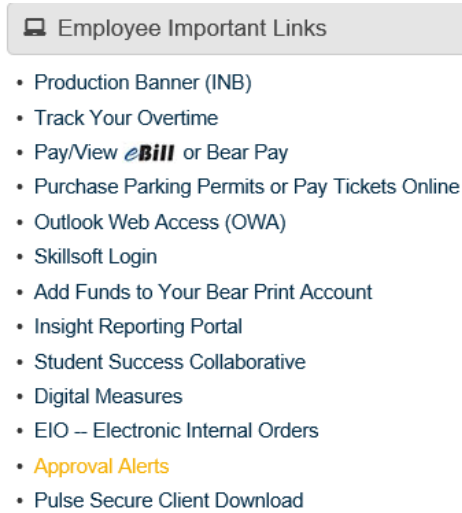 Employee Important Links
Production Banner (INB)
Track Your Overtime
Pay/View eBill or Bear Pay
Purchase Parking Permits or Pay Tickets Online
Outlook Web Access (OWA)
Skillsoft Login
Add Funds to Your Bear Print Account
Insight Reporting Portal
Student Success Collaborative
Digital Measures
EIO -- Electronic Internal Orders
Approval Alerts
Pulse Secure Client Download